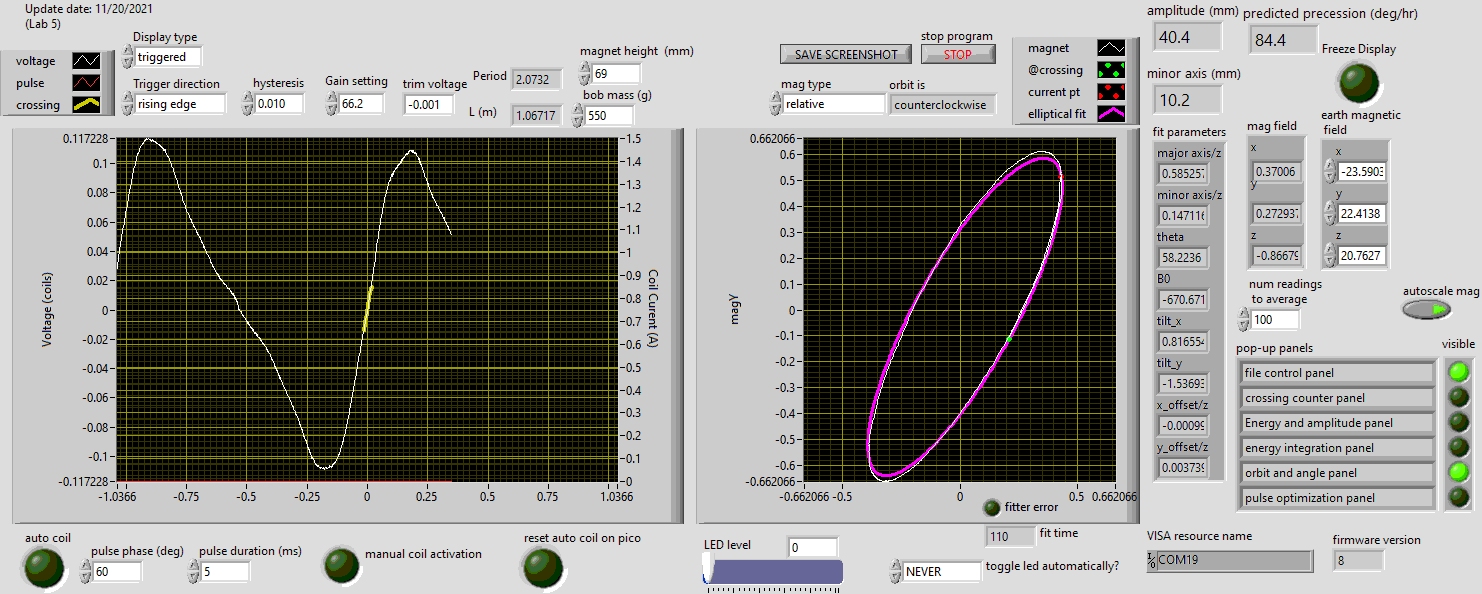 Update date: 11/20/2021
(Lab 5)
voltage
pulse
crossing
Display type
triggered
Trigger direction
rising edge
hysteresis
0.010
Gain setting
66.2
trim voltage
-0.001
Period
2.0732
L (m)
1.06717
magnet height (mm)
69
bob mass (g)
550
SAVE SCREENSHOT
stop program
STOP
mag type
relative
orbit is
counterclockwise
magnet
@crossing
current pt
elliptical fit
amplitude (mm)
40.4
predicted precession (deg/hr)
84.4
minor axis (mm)
10.2
Freeze Display
Voltage (coils)
0.117228
0.1
0.08
0.06
0.04
0.02
0
-0.02
-0.04
-0.06
-0.08
-0.1
-0.117228
-1.0366
-0.75
-0.5
-0.25
0
0.25
0.5
0.75
1.0366
1.5
1.4
1.3
1.2
1.1
1
0.9
0.8
0.7
0.6
0.5
0.4
0.3
0.2
0.1
0
Coil Curent (A)
magy
0.662066
0.6
0.5
0.4
0.3
0.2
0.1
0
-0.1
-0.2
-0.3
-0.4
-0.5
-0.6
-0.662066
-0.662066
-0.5
0
0.5
0.662066
fitter error
fit parameters
major axis/z
0.585257
minor axis/z
0.147116
theta
58.2236
B0
-670.671
tilt_x
0.816554
tilt_y
-1.53693
x_offset/z
-0.00099
y_offset/z
0.003739
mag field
x
0.37006
y
0.272937
z
-0.86679
earth magnetic
field
x
-23.5903
y
22.4138
z
20.7627
num readings
to average
100
autoscale mag
pop-up panels
visible
file control panel
crossing counter panel
Energy and amplitude panel
energy integration panel
orbit and angle panel
pulse optimization panel
auto coil
pulse phase (deg)
60
pulse duration (ms)
5
manual coil activation
reset auto coil on pico
LED level
0
110
fit time
NEVER
toggle led automatically?
VISA resource name
COM19
firmware version
8